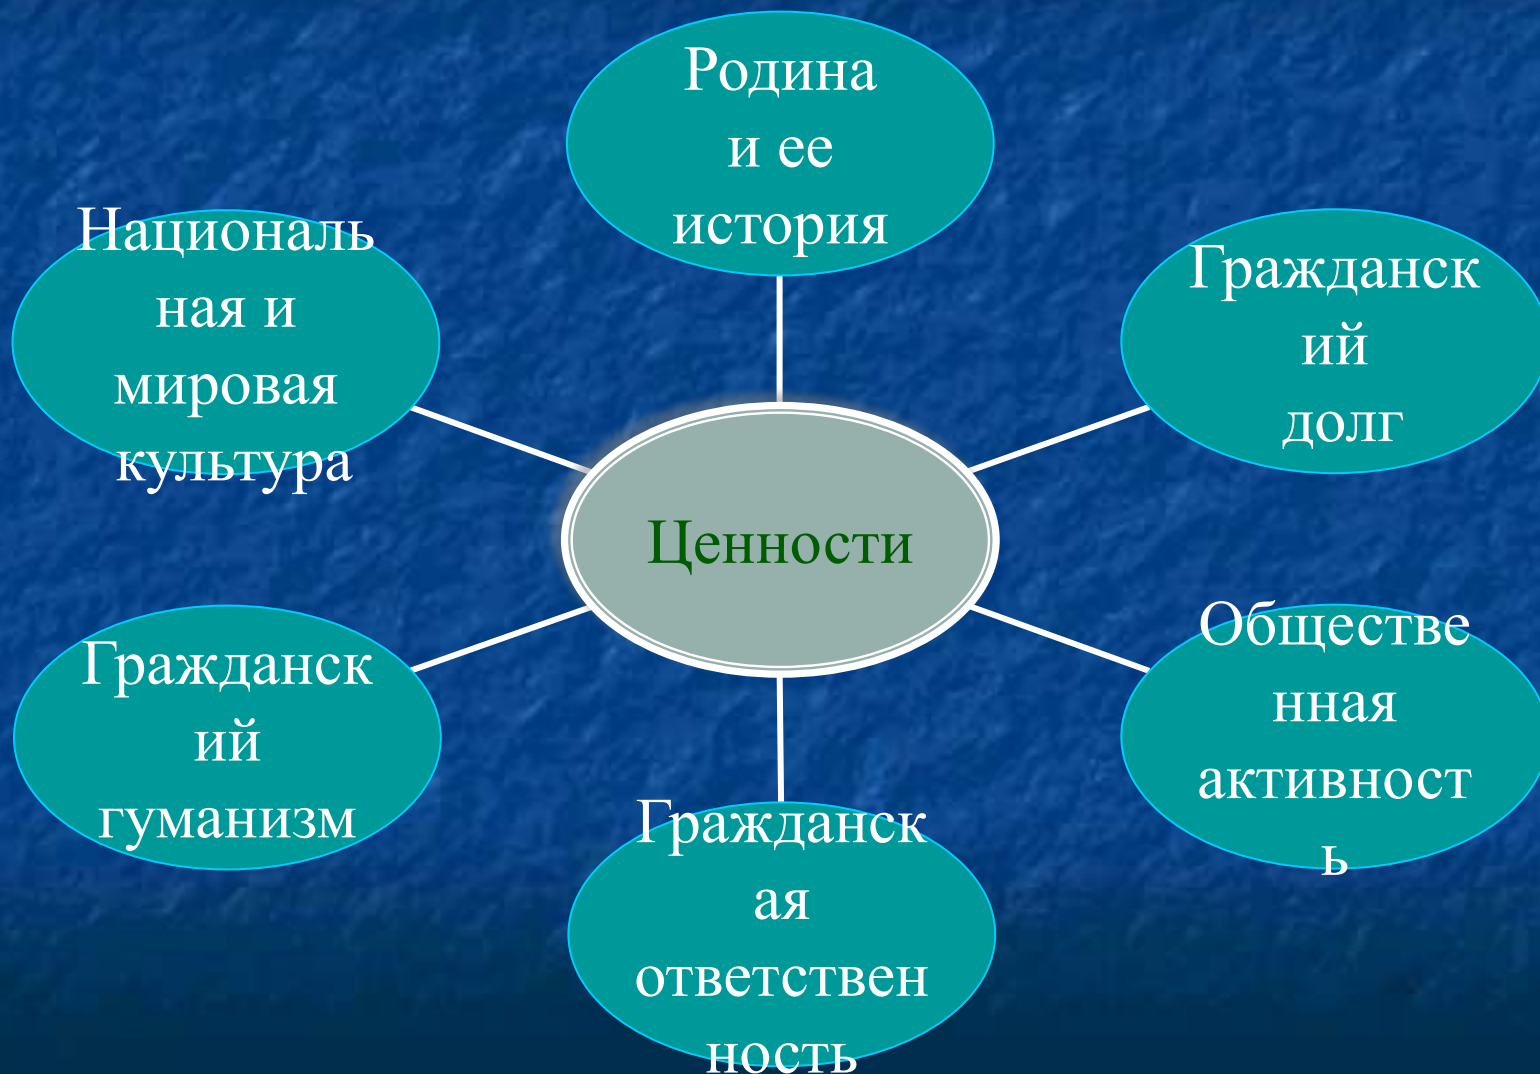 Родина
и ее
история
Гражданск
ий
долг
Обществе
нная
активност
ь
Гражданск
ая
ответствен
ность
Гражданск
ий
гуманизм
Националь
ная и
мировая
культура
Ценности